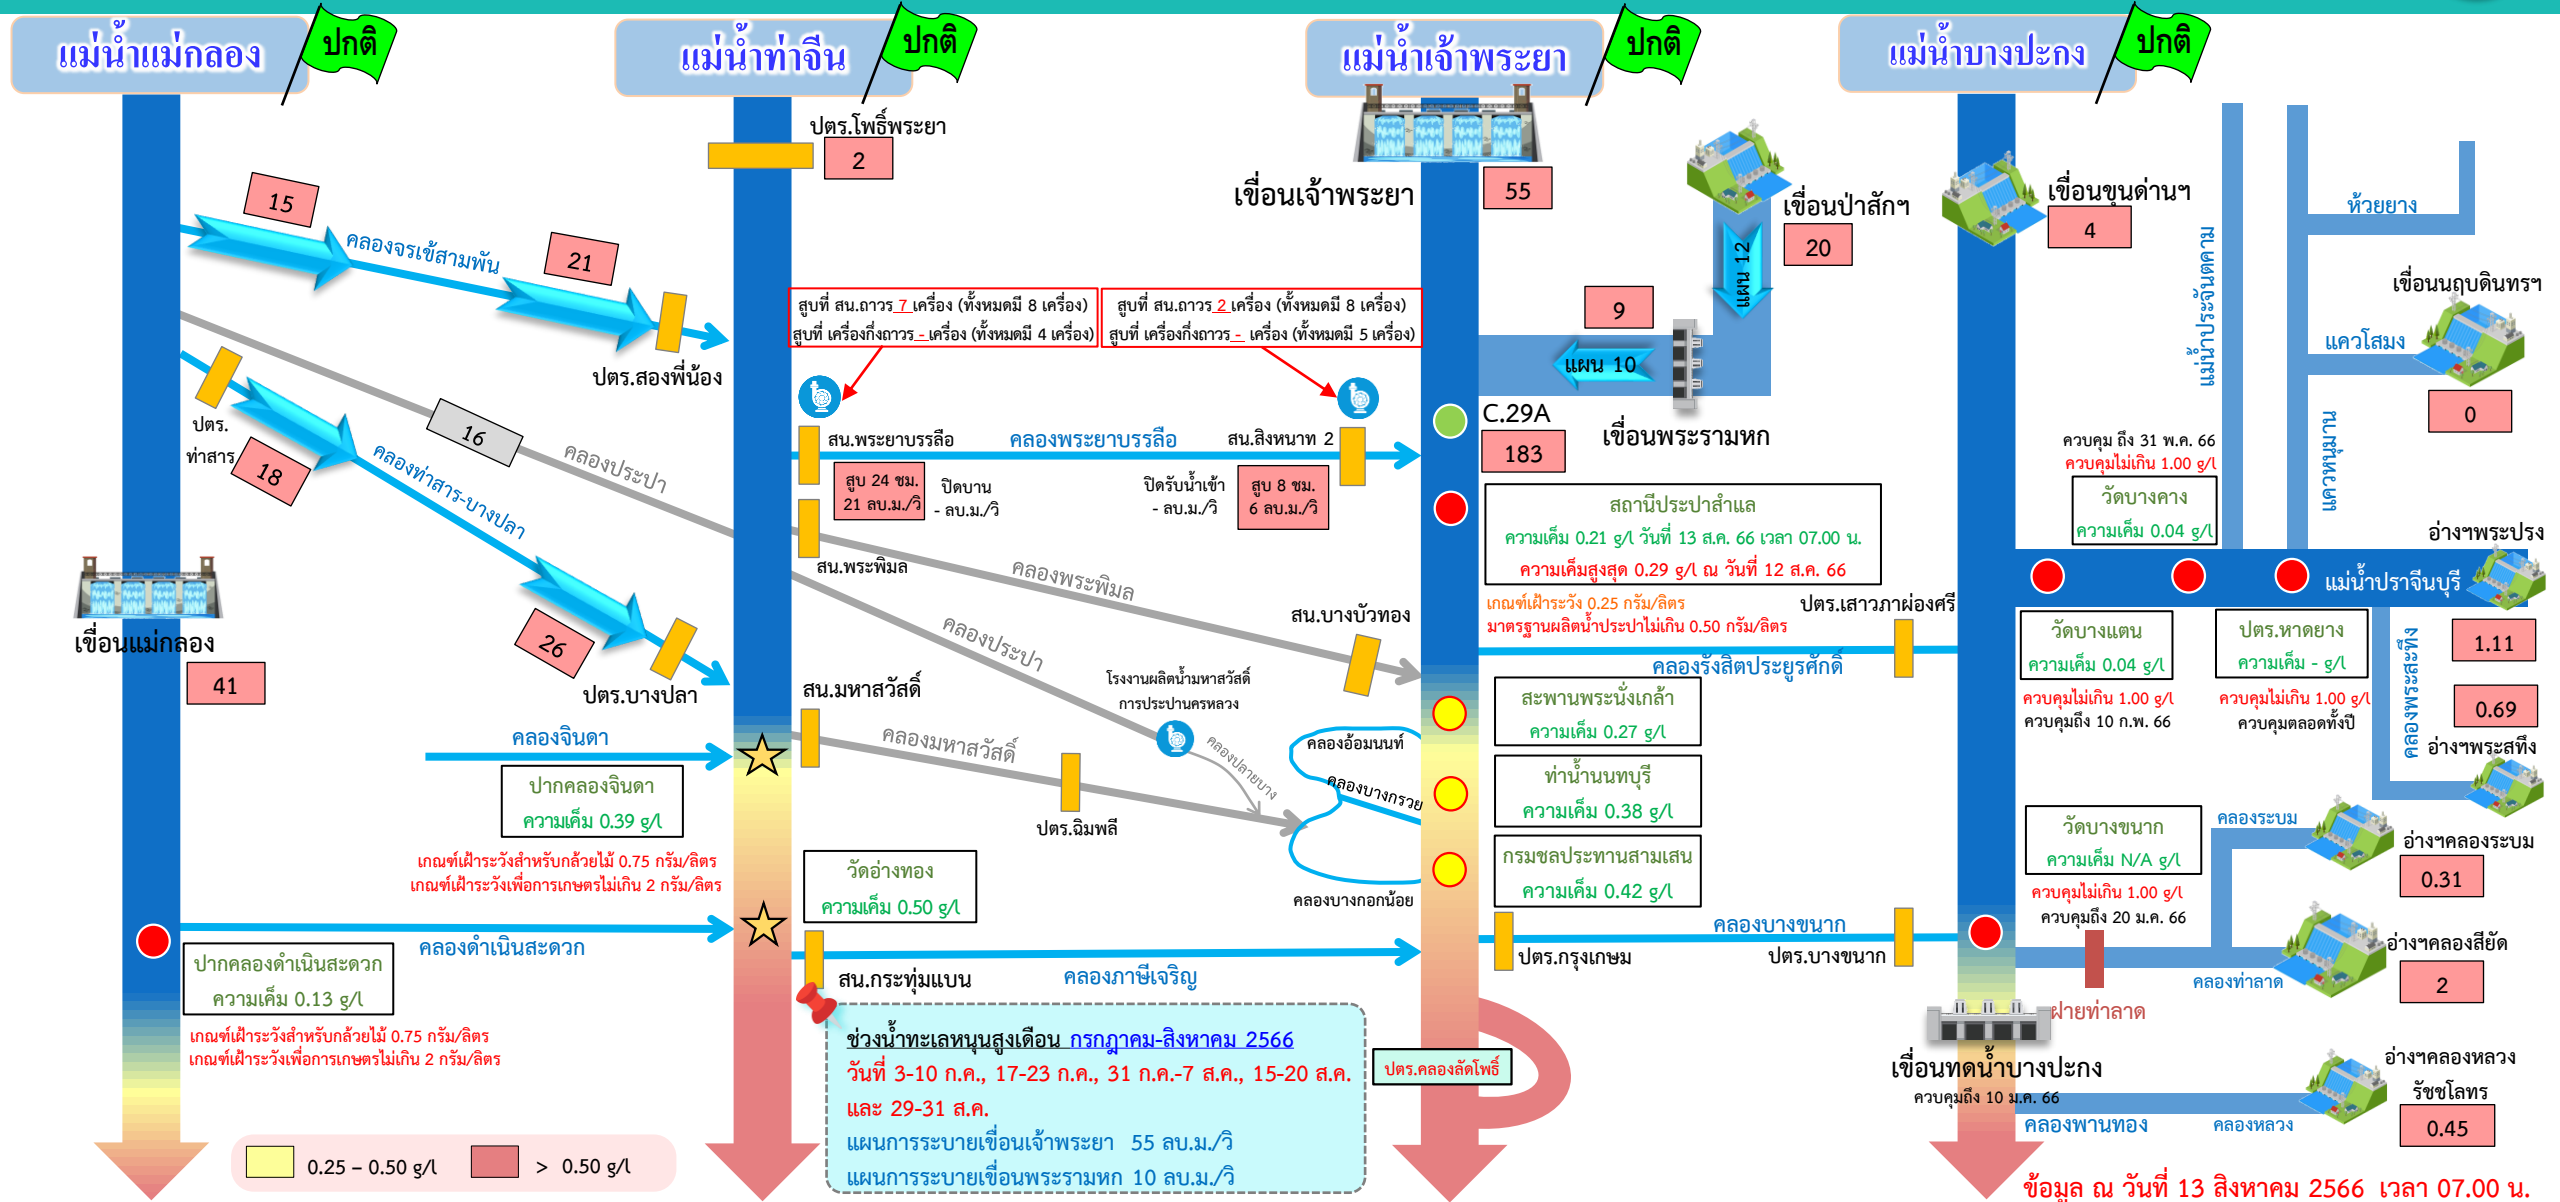 แม่น้ำแม่กลอง
ปกติ
แม่น้ำท่าจีน
ปกติ
แม่น้ำเจ้าพระยา
ปกติ
แม่น้ำบางปะกง
ปกติ
15
คลองจรเข้สามพัน
21
ปตร.สองพี่น้อง
ปตร.
ท่าสาร
18
คลองท่าสาร-บางปลา
16
คลองประปา
26
ปตร.บางปลา
เขื่อนแม่กลอง
41
คลองจินดา
ปากคลองจินดา
ความเค็ม 0.39 g/l
เกณฑ์เฝ้าระวังสำหรับกล้วยไม้ 0.75 กรัม/ลิตร
เกณฑ์เฝ้าระวังเพื่อการเกษตรไม่เกิน 2 กรัม/ลิตร
คลองดำเนินสะดวก
ปากคลองดำเนินสะดวก
ความเค็ม 0.13 g/l
เกณฑ์เฝ้าระวังสำหรับกล้วยไม้ 0.75 กรัม/ลิตร
เกณฑ์เฝ้าระวังเพื่อการเกษตรไม่เกิน 2 กรัม/ลิตร
0.25 – 0.50 g/l
> 0.50 g/l
ปตร.โพธิ์พระยา
2
สูบที่ สน.ถาวร 7 เครื่อง (ทั้งหมดมี 8 เครื่อง)
สูบที่ เครื่องกึ่งถาวร - เครื่อง (ทั้งหมดมี 4 เครื่อง)
สูบที่ สน.ถาวร 2 เครื่อง (ทั้งหมดมี 8 เครื่อง)
สูบที่ เครื่องกึ่งถาวร - เครื่อง (ทั้งหมดมี 5 เครื่อง)
สน.พระยาบรรลือ
คลองพระยาบรรลือ
สน.สิงหนาท 2
สูบ 24 ชม.
21 ลบ.ม./วิ
ปิดบาน
- ลบ.ม./วิ
ปิดรับน้ำเข้า
- ลบ.ม./วิ
สูบ 8 ชม.
6 ลบ.ม./วิ
สน.พระพิมล
คลองพระพิมล
สน.บางบัวทอง
คลองประปา
โรงงานผลิตน้ำมหาสวัสดิ์
การประปานครหลวง
สน.มหาสวัสดิ์
คลองมหาสวัสดิ์
คลองปลายบาง
คลองอ้อมนนท์
คลองบางกรวย
ปตร.ฉิมพลี
คลองบางกอกน้อย
วัดอ่างทอง
ความเค็ม 0.50 g/l
สน.กระทุ่มแบน
คลองภาษีเจริญ
ช่วงน้ำทะเลหนุนสูงเดือน กรกฎาคม-สิงหาคม 2566
วันที่ 3-10 ก.ค., 17-23 ก.ค., 31 ก.ค.-7 ส.ค., 15-20 ส.ค.
และ 29-31 ส.ค.
แผนการระบายเขื่อนเจ้าพระยา 55 ลบ.ม./วิ
แผนการระบายเขื่อนพระรามหก 10 ลบ.ม./วิ
ปตร.คลองลัดโพธิ์
เขื่อนเจ้าพระยา
55
เขื่อนป่าสักฯ
20
แผน 12
9
แผน 10
เขื่อนพระรามหก
C.29A
183
สถานีประปาสำแล
ความเค็ม 0.21 g/l วันที่ 13 ส.ค. 66 เวลา 07.00 น.
ความเค็มสูงสุด 0.29 g/l ณ วันที่ 12 ส.ค. 66
เกณฑ์เฝ้าระวัง 0.25 กรัม/ลิตร
มาตรฐานผลิตน้ำประปาไม่เกิน 0.50 กรัม/ลิตร
ปตร.เสาวภาผ่องศรี
คลองรังสิตประยูรศักดิ์
สะพานพระนั่งเกล้า
ความเค็ม 0.27 g/l
ท่าน้ำนนทบุรี
ความเค็ม 0.38 g/l
กรมชลประทานสามเสน
ความเค็ม 0.42 g/l
คลองบางขนาก
ปตร.กรุงเกษม
ปตร.บางขนาก
เขื่อนขุนด่านฯ
4
แม่น้ำประจันตคาม
ห้วยยาง
เขื่อนนฤบดินทรฯ
แควโสมง
0
แควหนุมาน
ควบคุม ถึง 31 พ.ค. 66
ควบคุมไม่เกิน 1.00 g/l
วัดบางคาง
ความเค็ม 0.04 g/l
อ่างฯพระปรง
แม่น้ำปราจีนบุรี
1.11
วัดบางแตน
ความเค็ม 0.04 g/l
ควบคุมไม่เกิน 1.00 g/l
ควบคุมถึง 10 ก.พ. 66
ปตร.หาดยาง
ความเค็ม - g/l
ควบคุมไม่เกิน 1.00 g/l
ควบคุมตลอดทั้งปี
คลองพระสะทึง
0.69
อ่างฯพระสทึง
วัดบางขนาก
ความเค็ม N/A g/l
ควบคุมไม่เกิน 1.00 g/l
ควบคุมถึง 20 ม.ค. 66
คลองระบม
อ่างฯคลองระบม
0.31
อ่างฯคลองสียัด
2
คลองท่าลาด
ฝายท่าลาด
เขื่อนทดน้ำบางปะกง
ควบคุมถึง 10 ม.ค. 66
คลองพานทอง
คลองหลวง
อ่างฯคลองหลวง
รัชชโลทร
0.45
ข้อมูล ณ วันที่ 13 สิงหาคม 2566 เวลา 07.00 น.